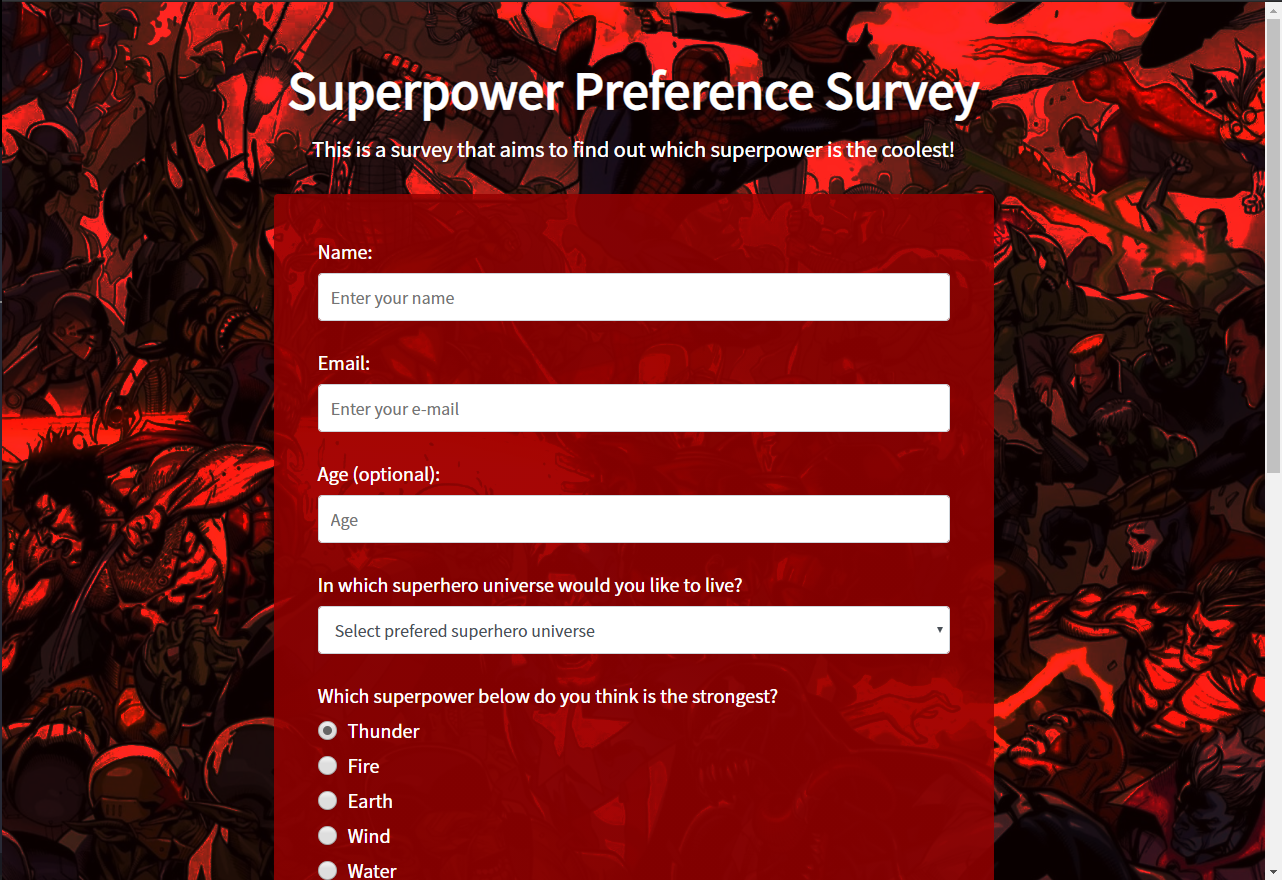 Superpower Preference Survey
This is a survey that aims to find out which superpower is the coolest!
Name:
Enter your name
Email:
Enter your e-mail
Age (optional):
Age
In which superhero universe would you like to live?
Select prefered superhero universe
Which superpower below do you think is the strongest?
Thunder
Fire
Earth
Wind
Water